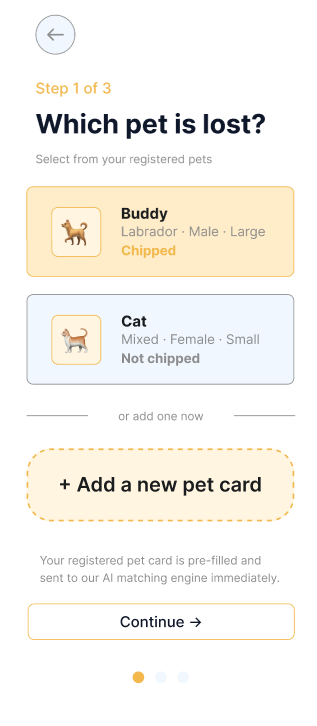 Step 1 of 3
Which pet is lost?
Select from your registered pets
Buddy
Labrador · Male · Large
Chipped
Cat
Mixed · Female · Small
Not chipped
or add one now
+ Add a new pet card
Your registered pet card is pre-filled and
sent to our AI matching engine immediately.
Continue →